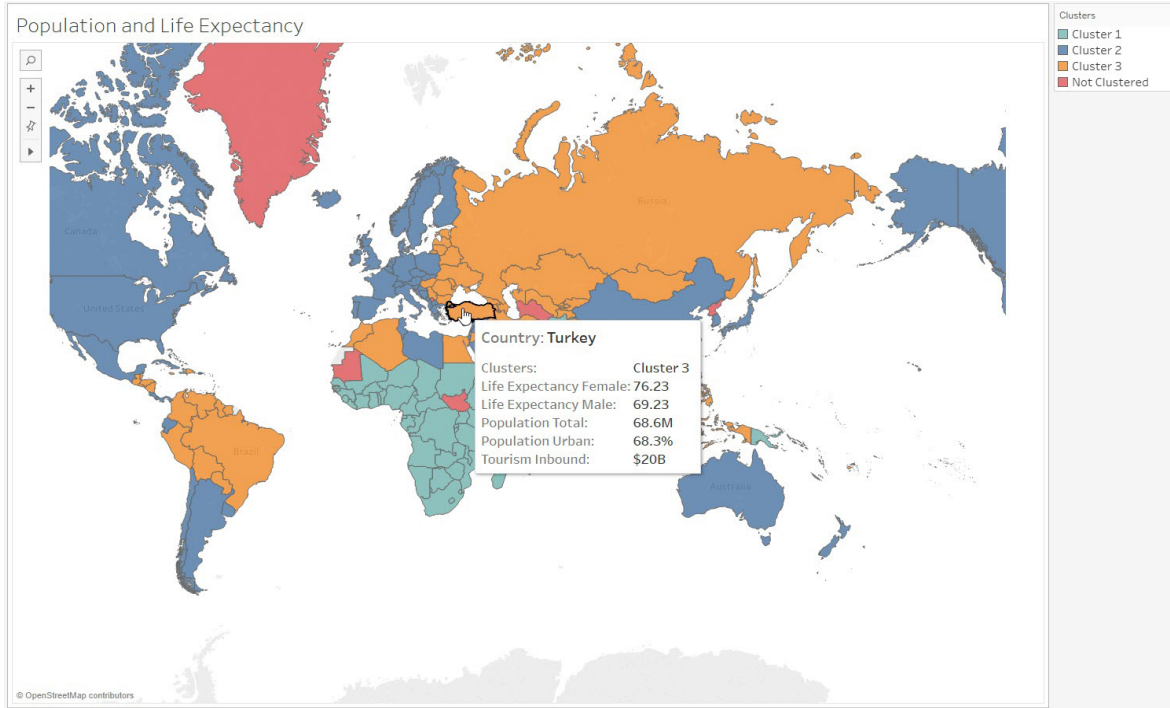 Population and Life Expectancy
Clusters
Cluster 1
Cluster 2
Cluster 3
Not Clustered
Russia
Canada
United States
Country: Turkey
Clusters: Cluster 3
Life Expectancy Female: 76.23
Life Expectancy Male: 69.23
Population Total: 68.6M
Population Urban: 68.3%
Tourism Inbound: $20B
Brazil
Australia
© OpenStreetMap contributors